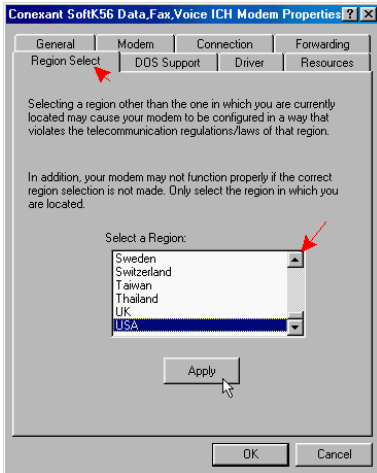 Conexant SoftK56 Data,Fax,Voice ICH Modem Properties
General Modem Connection Forwarding
Region Select DOS Support Driver Resources
Selecting a region other than the one in which you are currently
located may cause your modem to be configured in a way that
violates the telecommunication regulations/laws of that region.
In addition, your modem may not function properly if the correct
region selection is not made. Only select the region in which you
are located.
Select a Region:
Sweden
Switzerland
Taiwan
Thailand
UK
USA
Apply
OK Cancel